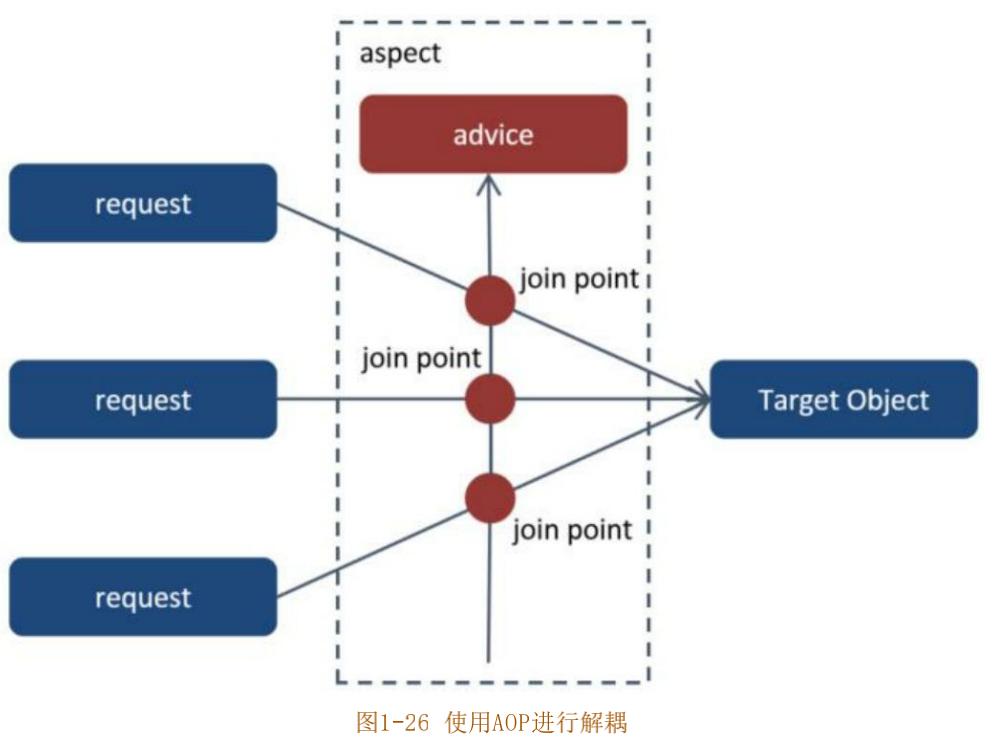 aspect
advice
request
join point
join point
request
Target Object
join point
request
图1-26 使用AOP进行解耦